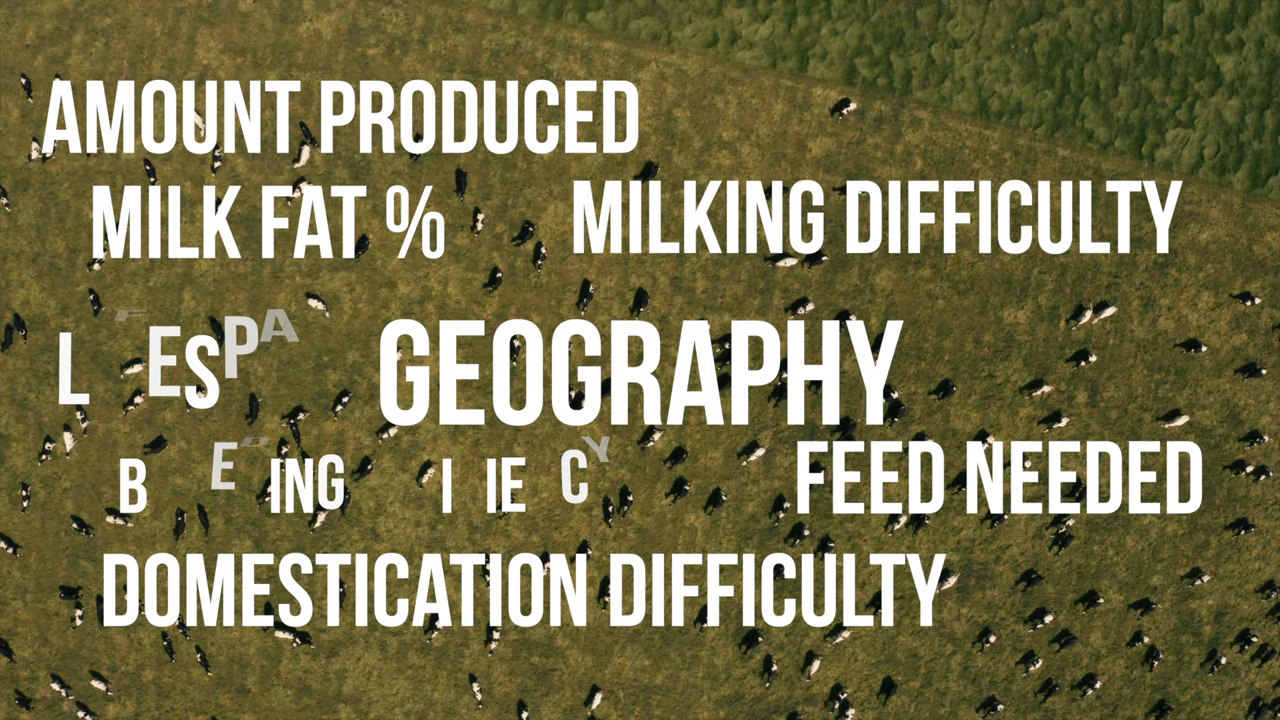 AMOUNT PRODUCED
MILK FAT % MILKING DIFFICULTY
GEOGRAPHY
FEED NEEDED
DOMESTICATION DIFFICULTY